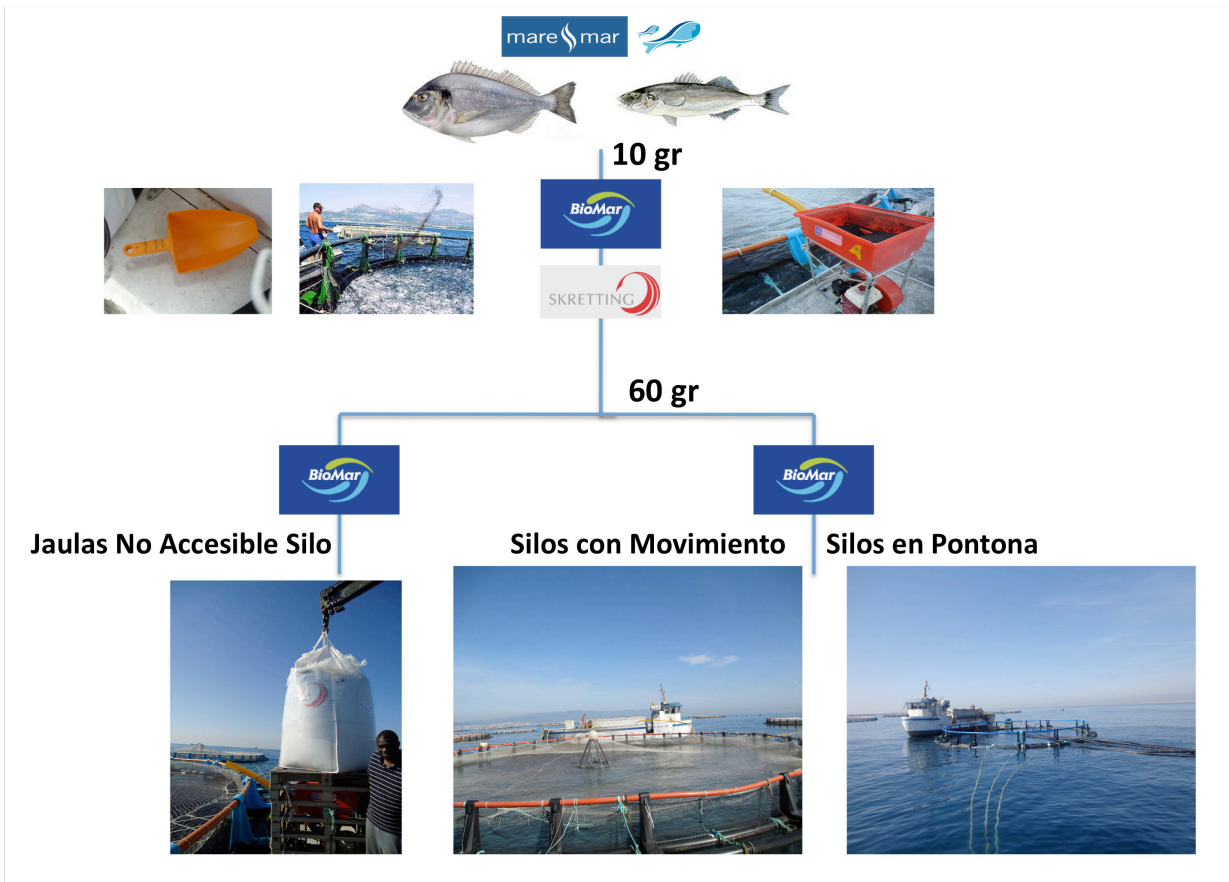 mare mar
10 gr
BioMar
SKRETTING
60 gr
BioMar
BioMar
Jaulas No Accesible Silo
Silos con Movimiento
Silos en Pontona